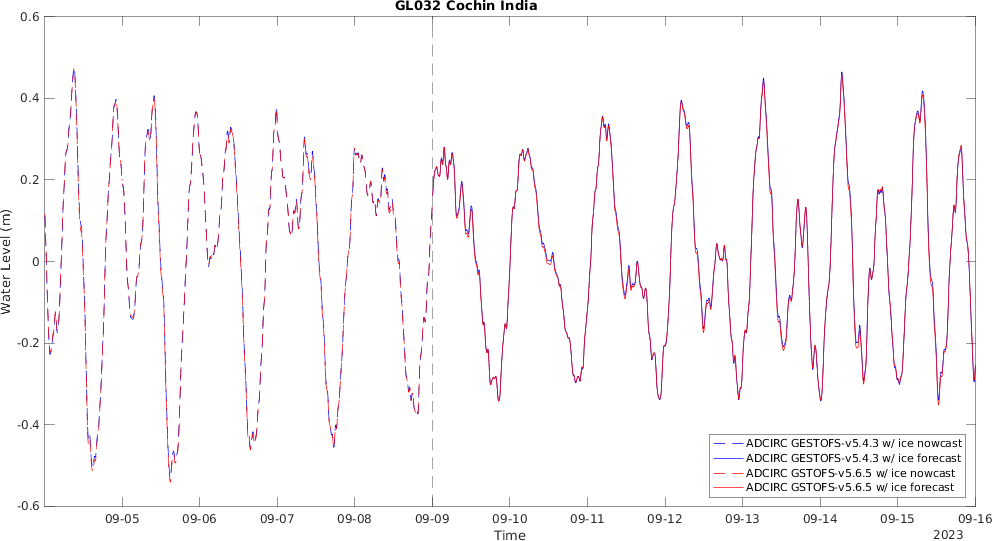 GL032 Cochin India
0.6
0.4
0.2
0
-0.2
-0.4
-0.6
Water Level (m)
ADCIRC GESTOFS-v5.4.3 w/ ice nowcast
ADCIRC GESTOFS-v5.4.3 w/ ice forecast
ADCIRC GSTOFS-v5.6.5 w/ ice nowcast
ADCIRC GSTOFS-v5.6.5 w/ ice forecast
09-05 09-06 09-07 09-08 09-09 09-10 09-11 09-12 09-13 09-14 09-15 09-16
Time
2023